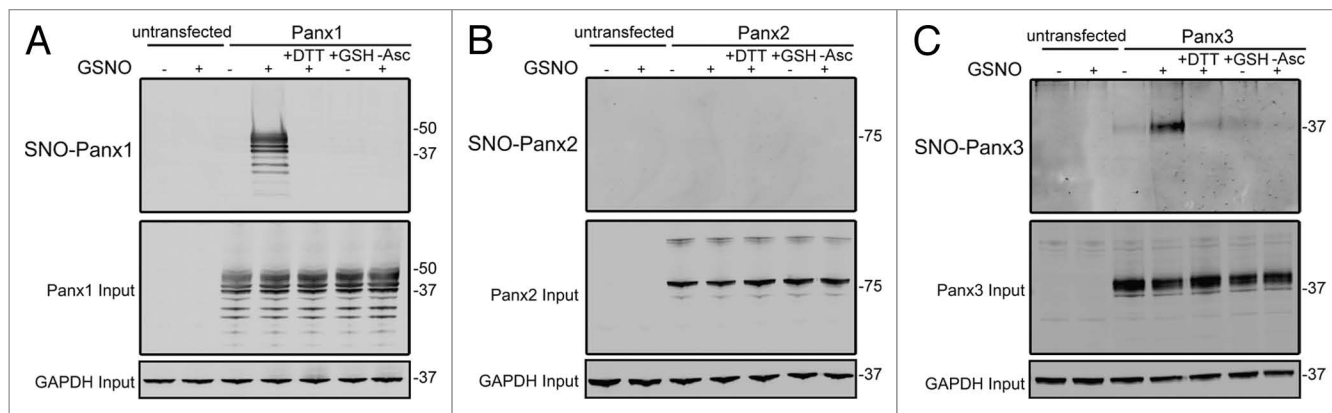 A
untransfected Panx1
+DTT +GSH -Asc
GSNO - + - + + - +
SNO-Panx1
-50
-37
Panx1 Input
-50
-37
GAPDH Input
-37
B
untransfected Panx2
+DTT +GSH -Asc
GSNO - + - + + - +
SNO-Panx2
-75
Panx2 Input
-75
GAPDH Input
-37
C
untransfected Panx3
+DTT +GSH -Asc
GSNO - + - + + - +
SNO-Panx3
-37
Panx3 Input
-37
GAPDH Input
-37